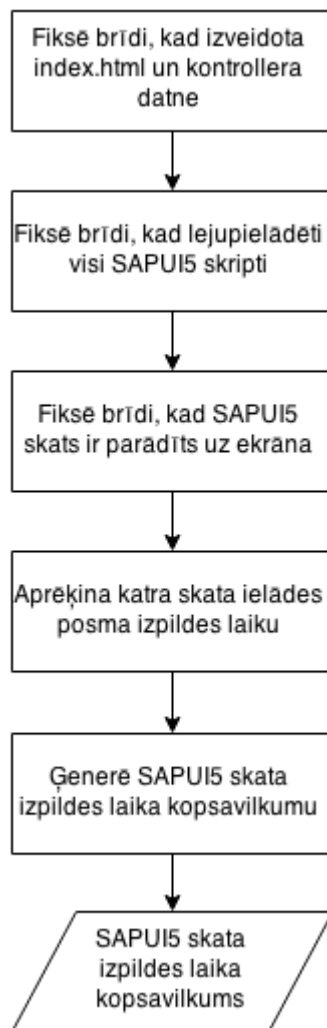 Fiksē brīdi, kad izveidota
index.html un kontrollera
datne
Fiksē brīdi, kad lejupielādēti
visi SAPUI5 skripti
Fiksē brīdi, kad SAPUI5
skats ir parādīts uz ekrāna
Aprēķina katra skata ielādes
posma izpildes laiku
Ģenerē SAPUI5 skata
izpildes laika kopsavilkumu
SAPUI5 skata
izpildes laika
kopsavilkums